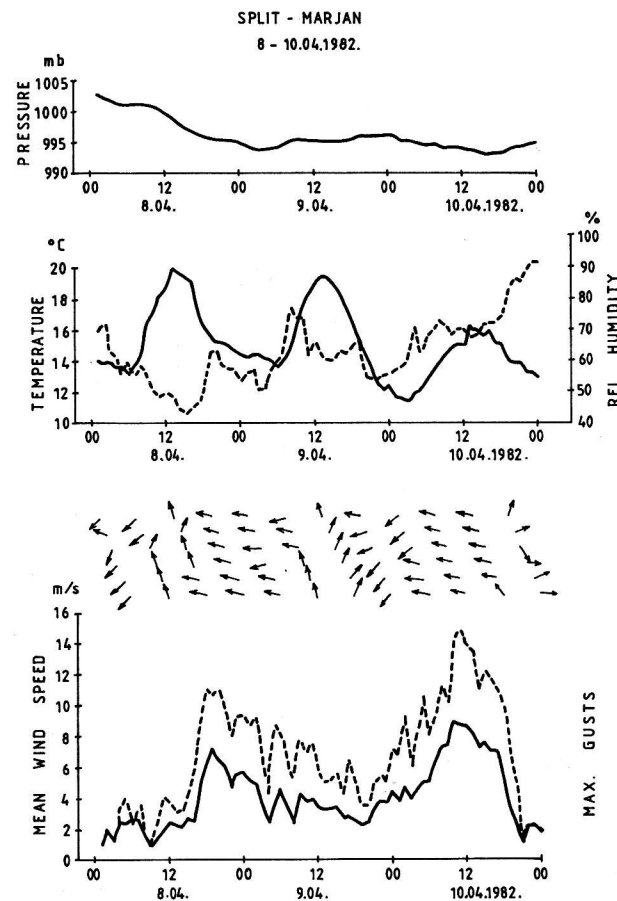 SPLIT - MARJAN
8 - 10.04.1982.
mb
1005
1000
995
990
PRESSURE
00 12 00 12 00 12 00
8.04. 9.04. 10.04.1982.
°C
20
18
16
14
12
10
TEMPERATURE
%
100
90
80
70
60
50
40
REL. HUMIDITY
00 12 00 12 00 12 00
8.04. 9.04. 10.04.1982.
m/s
16
14
12
10
8
6
4
2
0
MEAN WIND SPEED
MAX. GUSTS
00 12 00 12 00 12 00
8.04. 9.04. 10.04.1982.